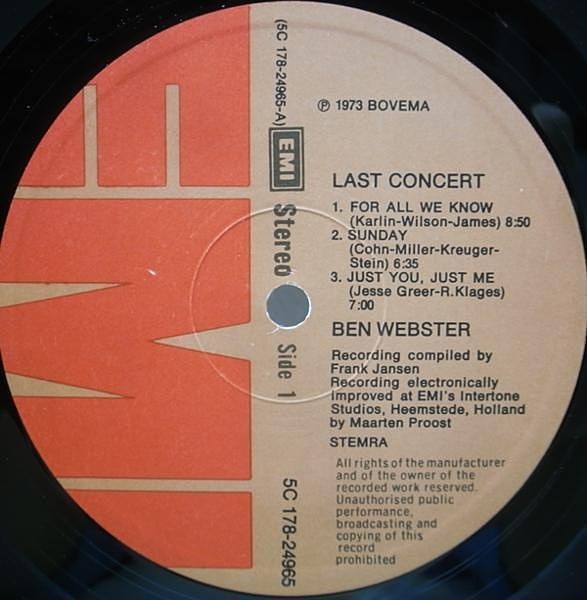 (5C 178-24965-A)
EMI
Stereo
Side 1
5C 178-24965
EMI
℗ 1973 BOVEMA
LAST CONCERT
1. FOR ALL WE KNOW
(Karlin-Wilson-James) 8:50
2. SUNDAY
(Cohn-Miller-Kreuger-
Stein) 6:35
3. JUST YOU, JUST ME
(Jesse Greer-R.Klages)
7:00
BEN WEBSTER
Recording compiled by
Frank Jansen
Recording electronically
improved at EMI's Intertone
Studios, Heemstede, Holland
by Maarten Proost
STEMRA
All rights of the manufacturer
and of the owner of the
recorded work reserved.
Unauthorised public
performance,
broadcasting and
copying of this
record
prohibited